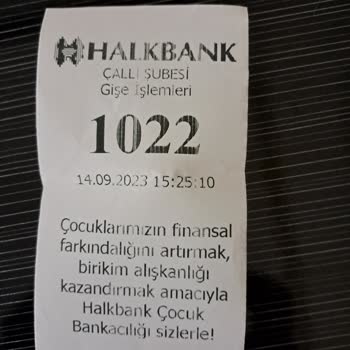 HALKBANK
ÇALLI ŞUBESİ
Gişe İşlemleri
1022
14.09.2023 15:25:10
Çocuklarımızın finansal
farkındalığını artırmak,
birikim alışkanlığı
kazandırmak amacıyla
Halkbank Çocuk
Bankacılığı sizlerle!